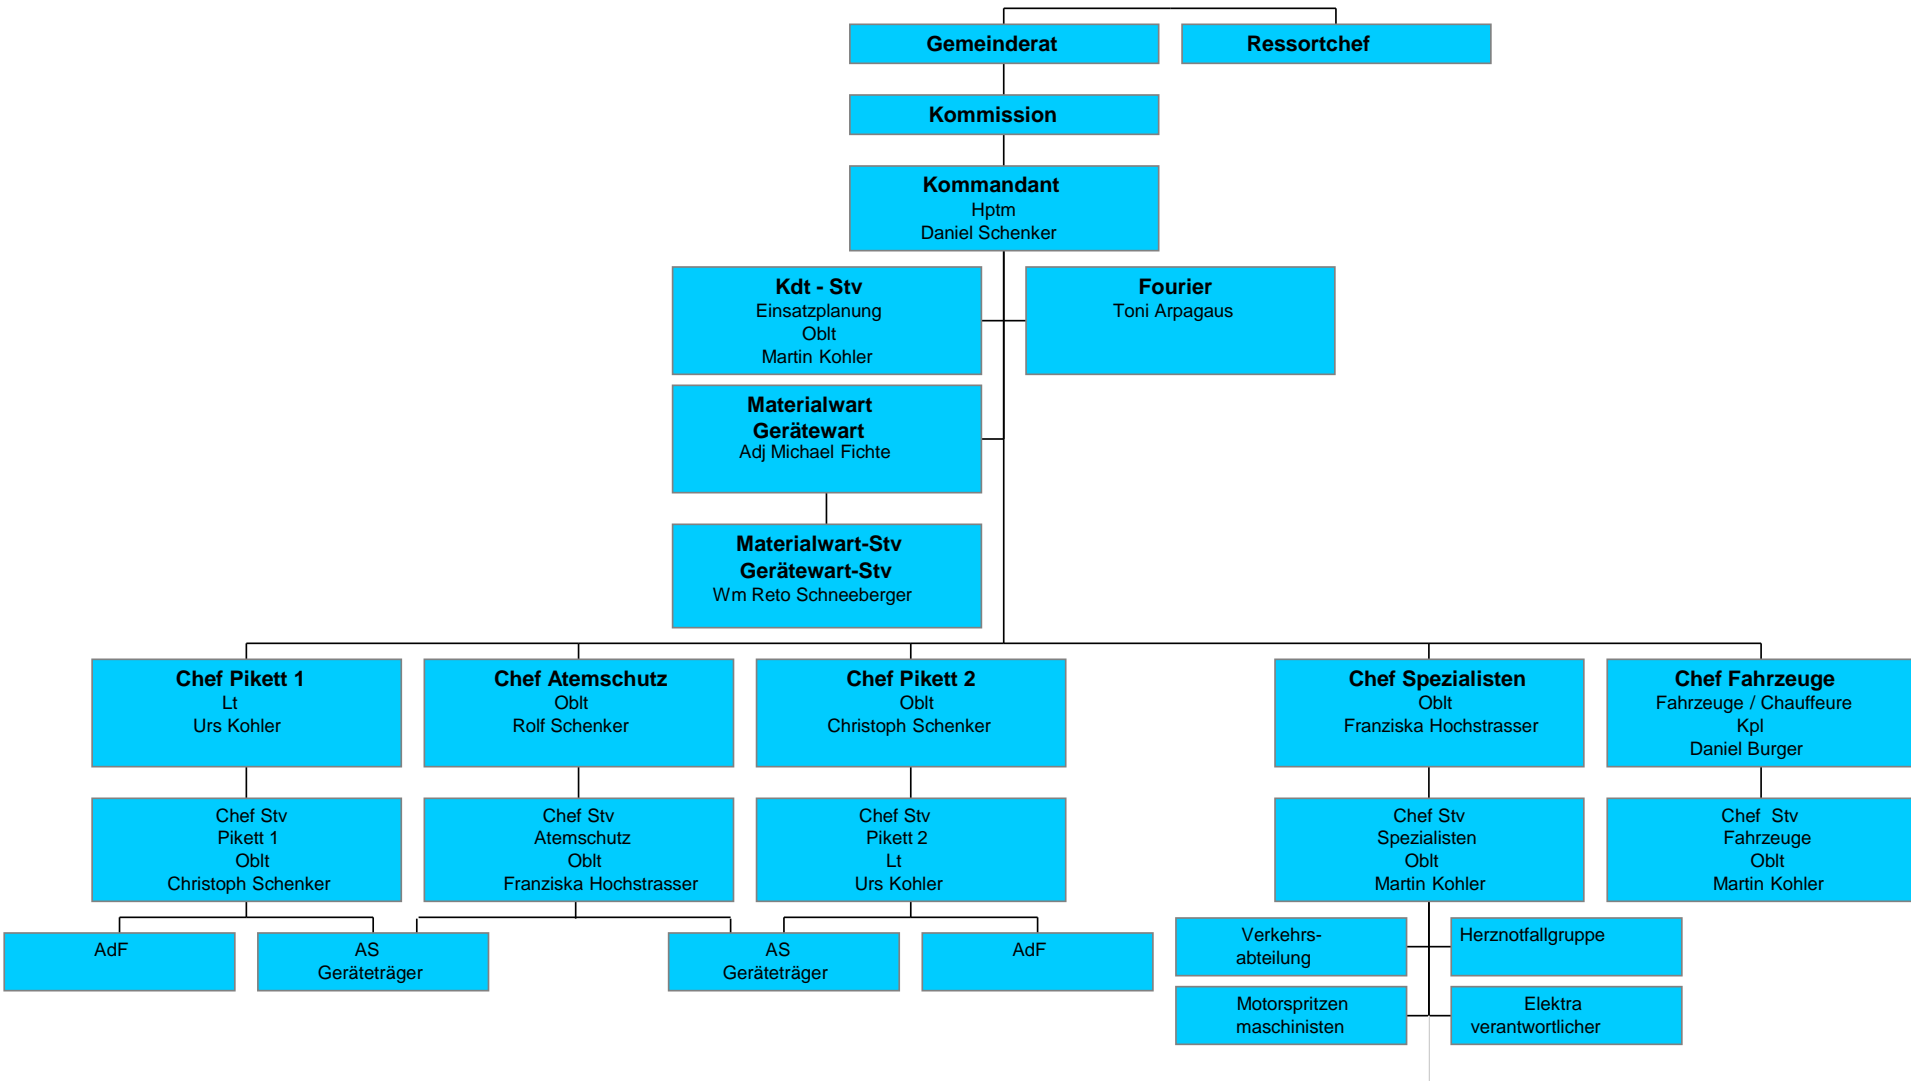 Gemeinderat
Ressortchef
Kommission
Kommandant
Hptm
Daniel Schenker
Kdt - Stv
Einsatzplanung
Oblt
Martin Kohler
Fourier
Toni Arpagaus
Materialwart
Gerätewart
Adj Michael Fichte
Materialwart-Stv
Gerätewart-Stv
Wm Reto Schneeberger
Chef Pikett 1
Lt
Urs Kohler
Chef Atemschutz
Oblt
Rolf Schenker
Chef Pikett 2
Oblt
Christoph Schenker
Chef Spezialisten
Oblt
Franziska Hochstrasser
Chef Fahrzeuge
Fahrzeuge / Chauffeure
Kpl
Daniel Burger
Chef Stv
Pikett 1
Oblt
Christoph Schenker
Chef Stv
Atemschutz
Oblt
Franziska Hochstrasser
Chef Stv
Pikett 2
Lt
Urs Kohler
Chef Stv
Spezialisten
Oblt
Martin Kohler
Chef Stv
Fahrzeuge
Oblt
Martin Kohler
AdF
AS
Geräteträger
AS
Geräteträger
AdF
Verkehrs-
abteilung
Herznotfallgruppe
Motorspritzen
maschinisten
Elektra
verantwortlicher